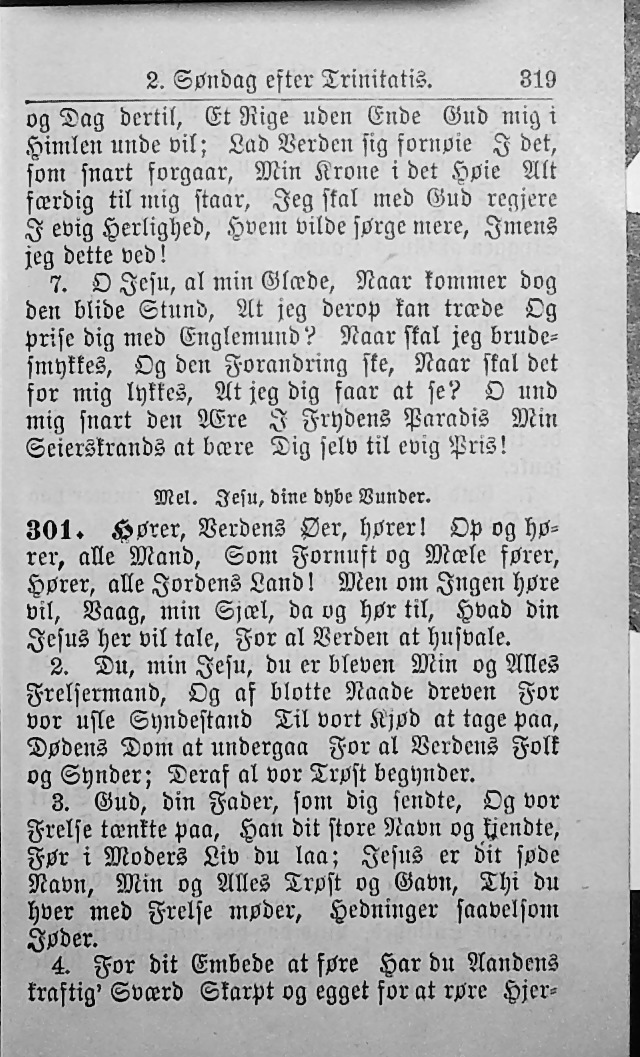 2. Søndag efter Trinitatis. 319
og Dag dertil, Et Rige uden Ende Gud mig i
Himlen unde vil; Lad Verden sig fornøie I det,
som snart forgaar, Min Krone i det Høie Alt
færdig til mig staar, Jeg skal med Gud regjere
I evig Herlighed, Hvem vilde sørge mere, Imens
jeg dette ved!
7. O Jesu, al min Glæde, Naar kommer dog
den blide Stund, At jeg derop kan træde Og
prise dig med Englemund? Naar skal jeg brude-
smykkes, Og den Forandring ske, Naar skal det
for mig lykkes, At jeg dig faar at se? O und
mig snart den Ære I Frydens Paradis Min
Seierskrands at bære Dig selv til evig Pris!
Mel. Jesu, dine dybe Vunder.
301. Hører, Verdens Øer, hører! Op og hø-
rer, alle Mand, Som Fornuft og Mæle fører,
Hører, alle Jordens Land! Men om Ingen høre
vil, Vaag, min Sjæl, da og hør til, Hvad din
Jesus her vil tale, For al Verden at husvale.
2. Du, min Jesu, du er bleven Min og Alles
Frelsermand, Og af blotte Naade dreven For
vor usle Syndestand Til vort Kjød at tage paa,
Dødens Dom at undergaa For al Verdens Folk
og Synder; Deraf al vor Trøst begynder.
3. Gud, din Fader, som dig sendte, Og vor
Frelse tænkte paa, Han dit store Navn og kjendte,
Før i Moders Liv du laa; Jesus er dit søde
Navn, Min og Alles Trøst og Gavn, Thi du
hver med Frelse møder, Hedninger saavelsom
Jøder.
4. For dit Embede at føre Har du Aandens
kraftig' Sværd Skarpt og egget for at røre Hjer-